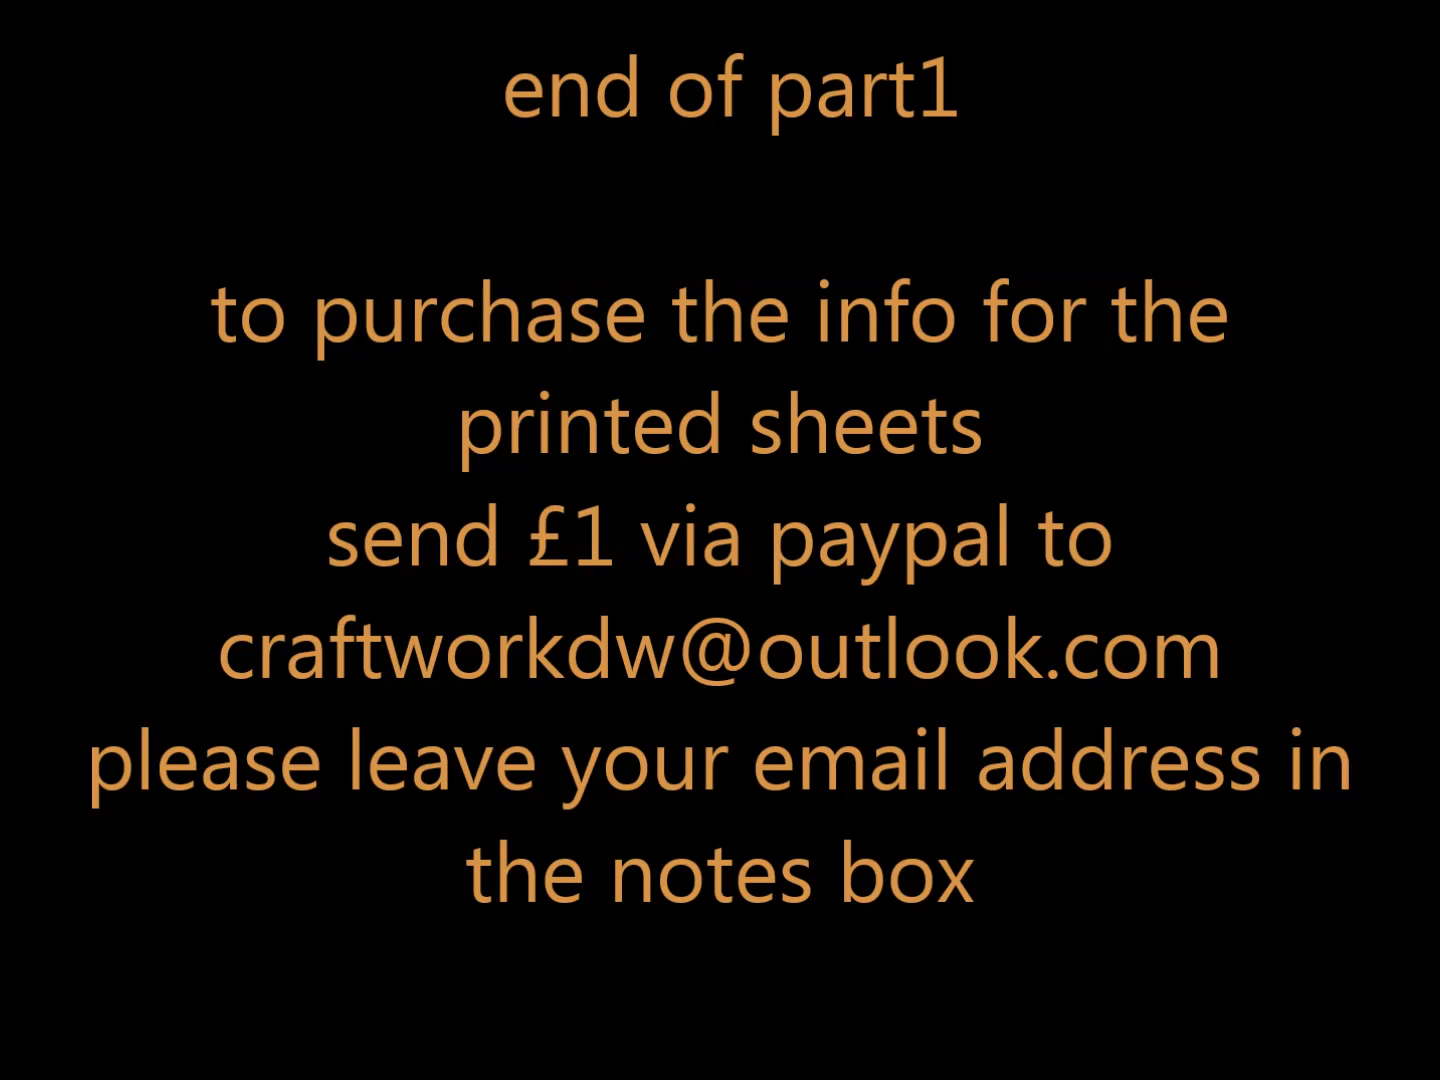 end of part1
to purchase the info for the
printed sheets
send £1 via paypal to
craftworkdw@outlook.com
please leave your email address in
the notes box